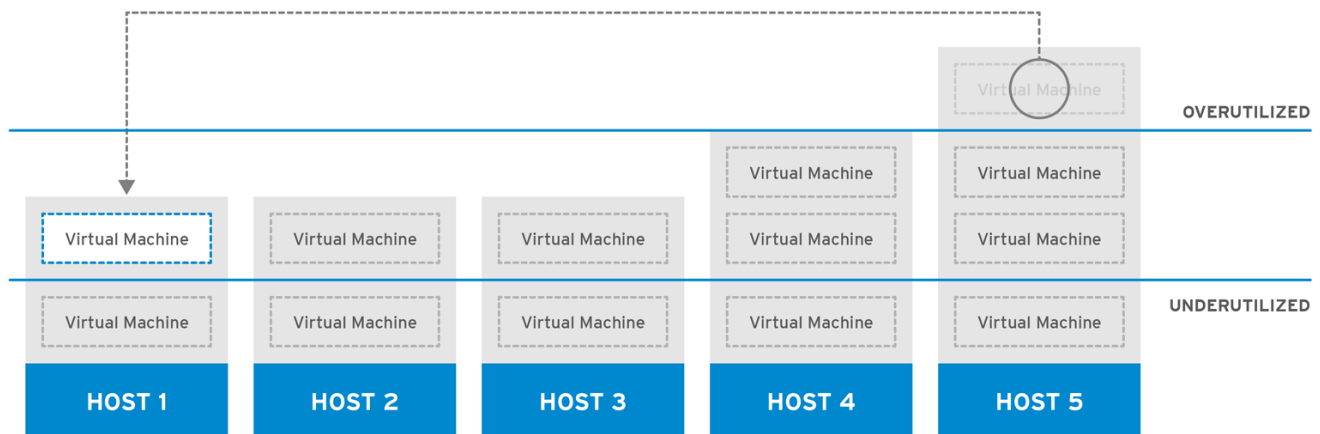 Virtual Machine
OVERUTILIZED
Virtual Machine Virtual Machine
Virtual Machine Virtual Machine Virtual Machine Virtual Machine Virtual Machine
UNDERUTILIZED
Virtual Machine Virtual Machine Virtual Machine Virtual Machine Virtual Machine
HOST 1 HOST 2 HOST 3 HOST 4 HOST 5